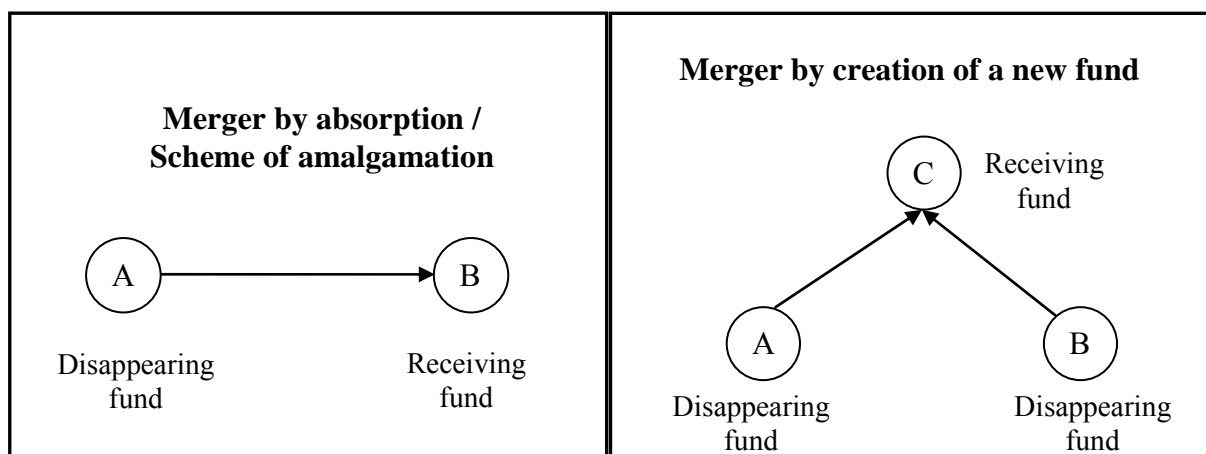 Merger by absorption /
Scheme of amalgamation
A
B
Disappearing
fund
Receiving
fund
Merger by creation of a new fund
C
Receiving
fund
A
B
Disappearing
fund
Disappearing
fund